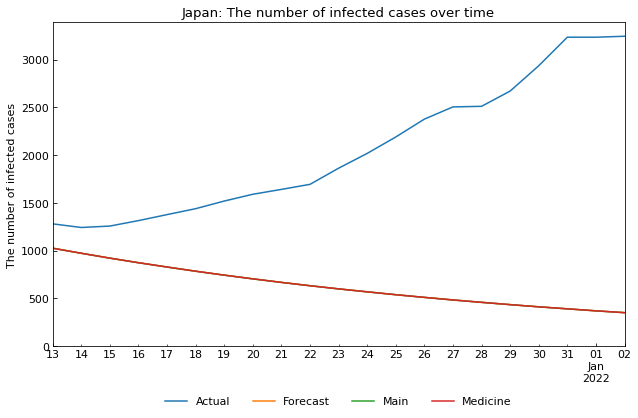 Japan: The number of infected cases over time
The number of infected cases
3000
2500
2000
1500
1000
500
0
13 14 15 16 17 18 19 20 21 22 23 24 25 26 27 28 29 30 31 01 02
Jan
2022
Actual Forecast Main Medicine